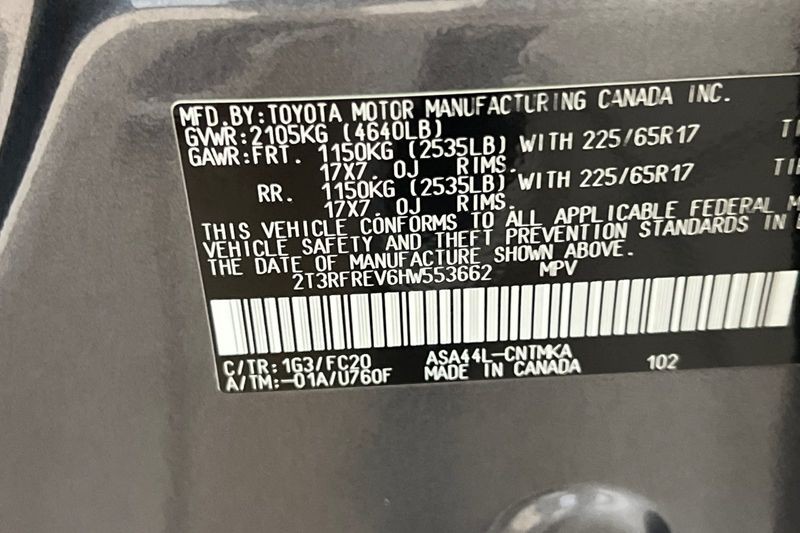 MFD. BY: TOYOTA MOTOR MANUFACTURING CANADA INC.
GVWR: 2105KG (4640LB)
GAWR: FRT. 1150KG (2535LB) WITH 225/65R17
17X7. 0J RIMS.
RR. 1150KG (2535LB) WITH 225/65R17
17X7. 0J RIMS.
THIS VEHICLE CONFORMS TO ALL APPLICABLE FEDERAL M
VEHICLE SAFETY AND THEFT PREVENTION STANDARDS IN
THE DATE OF MANUFACTURE SHOWN ABOVE.
2T3RFREV6HW553662 MPV
C/TR: 1G3/FC20 ASA44L-CNTMKA 102
A/TM: -01A/U760F MADE IN CANADA